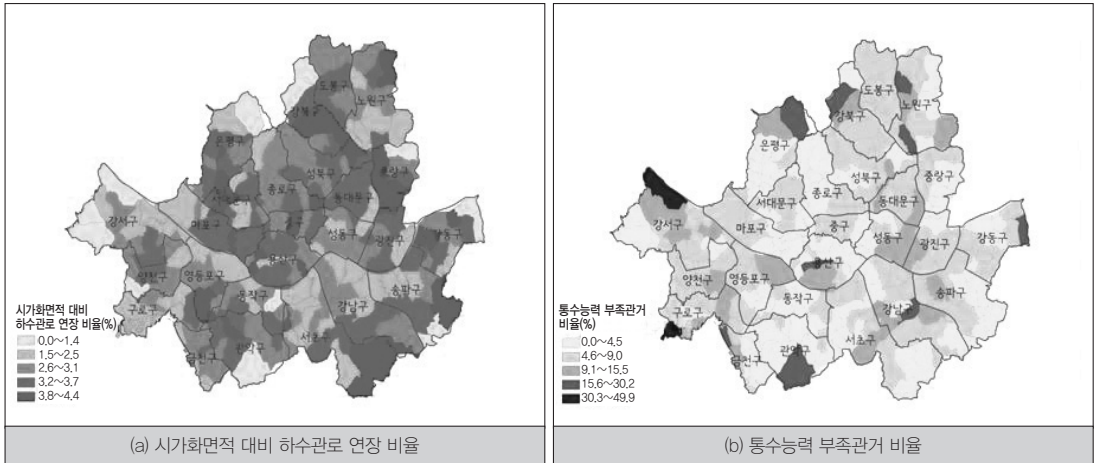 도봉구
노원구
강북구
은평구
성북구
중랑구
종로구
서대문구
동대문구
강서구
마포구
중구
성동구
광진구
강동구
용산구
양천구
영등포구
동작구
강남구
송파구
구로구
서초구
금천구
관악구
시가화면적 대비
하수관로 연장 비율(%)
0.0~1.4
1.5~2.5
2.6~3.1
3.2~3.7
3.8~4.4
(a) 시가화면적 대비 하수관로 연장 비율
도봉구
노원구
강북구
은평구
성북구
중랑구
서대문구
종로구
동대문구
강서구
마포구
중구
성동구
광진구
강동구
용산구
양천구
영등포구
동작구
강남구
송파구
구로구
서초구
금천구
관악구
통수능력 부족관거
비율(%)
0.0~4.5
4.6~9.0
9.1~15.5
15.6~30.2
30.3~49.9
(b) 통수능력 부족관거 비율